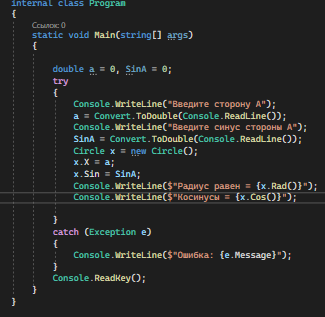 internal class Program
{
Ссылок: 0
static void Main(string[] args)
{
double a = 0, SinA = 0;
try
{
Console.WriteLine("Введите сторону A");
a = Convert.ToDouble(Console.ReadLine());
Console.WriteLine("Введите синус стороны A");
SinA = Convert.ToDouble(Console.ReadLine());
Circle x = new Circle();
x.X = a;
x.Sin = SinA;
Console.WriteLine($"Радиус равен = {x.Rad()}");
Console.WriteLine($"Косинусы = {x.Cos()}");
}
catch (Exception e)
{
Console.WriteLine($"Ошибка: {e.Message}");
}
Console.ReadKey();
}
}